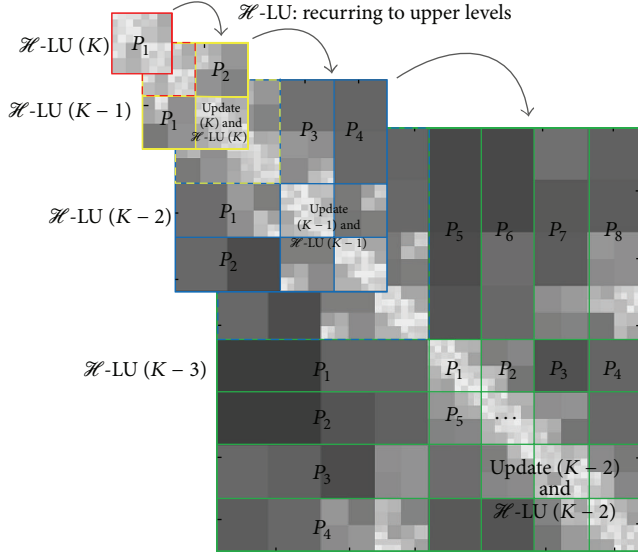 ℋ-LU: recurring to upper levels
ℋ-LU (K)
P₁
P₂
ℋ-LU (K − 1)
P₁
Update
(K) and
ℋ-LU (K)
P₃
P₄
ℋ-LU (K − 2)
P₁
Update
(K−1) and
ℋ-LU (K−1)
P₂
P₅
P₆
P₇
P₈
ℋ-LU (K − 3)
P₁
P₁
P₂
P₃
P₄
P₂
P₅
...
P₃
Update (K − 2)
and
P₄
ℋ-LU (K − 2)